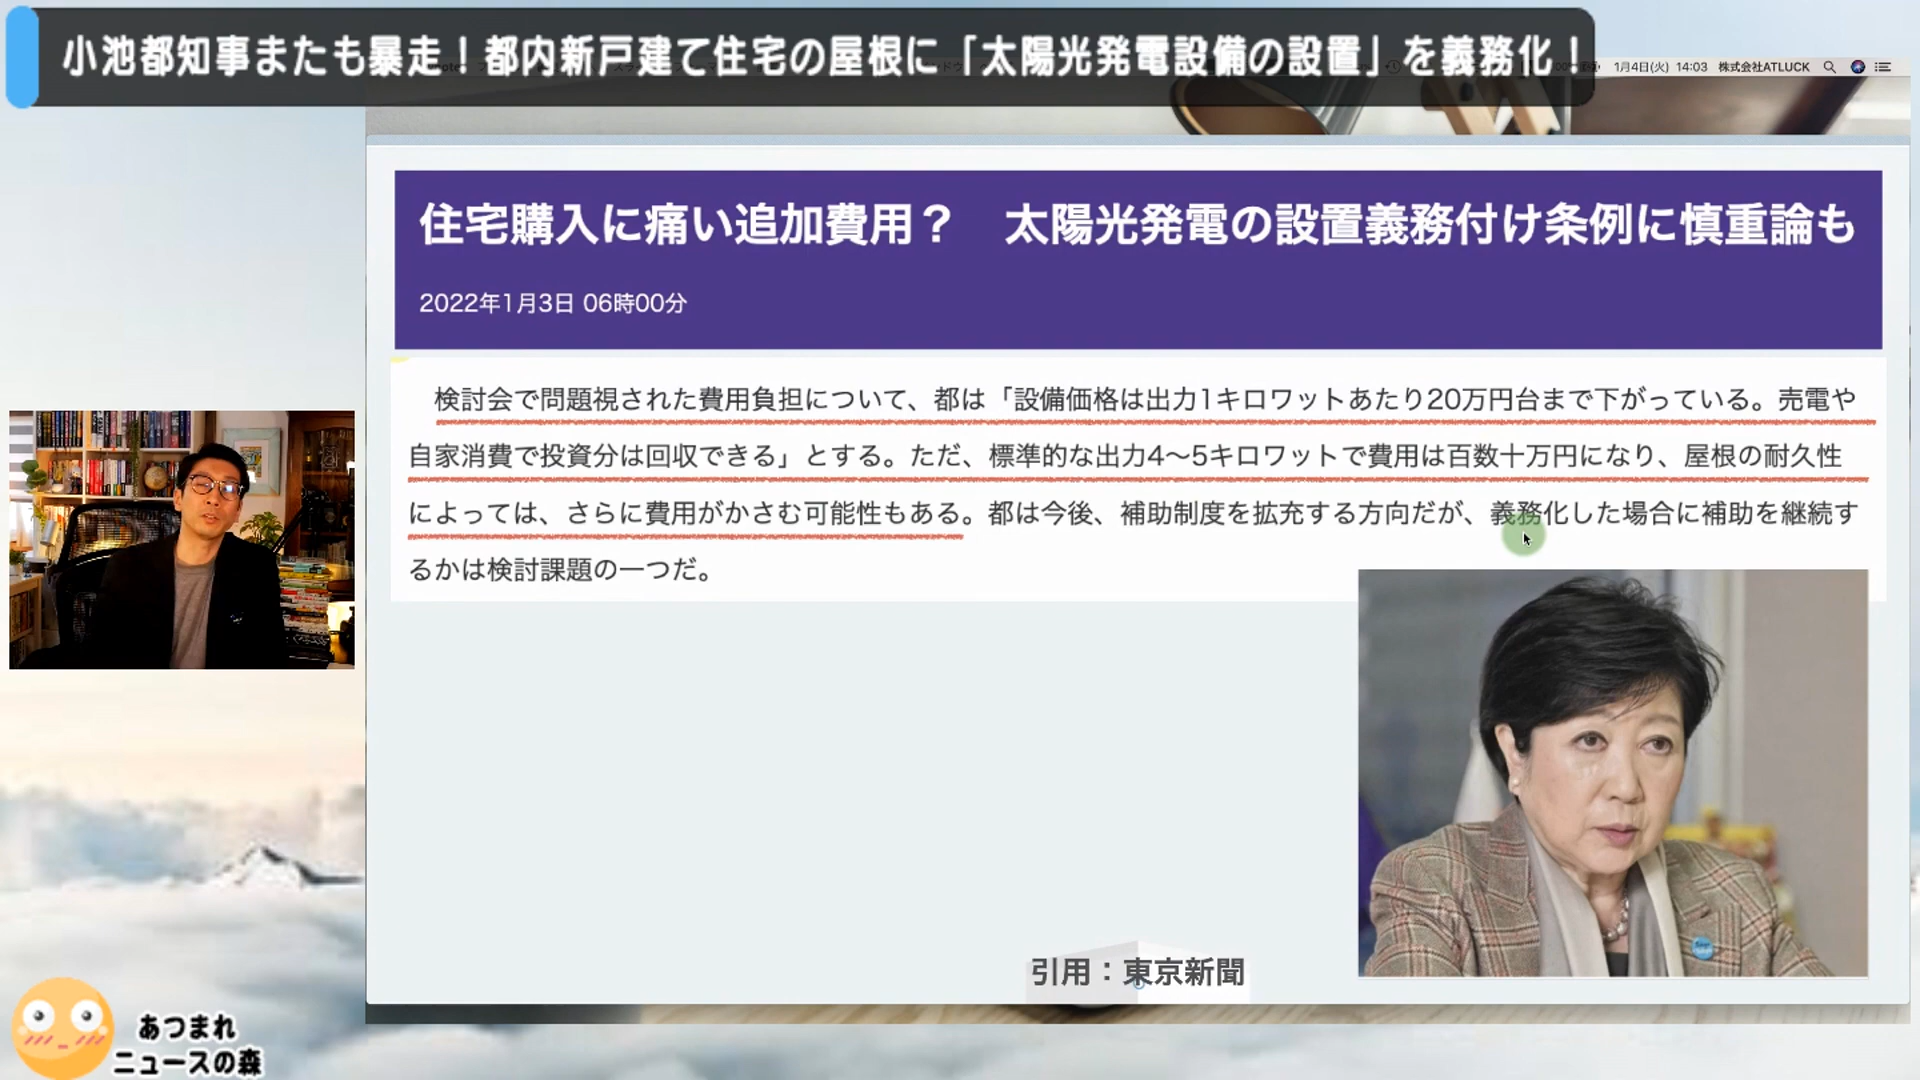 小池都知事またも暴走！都内新戸建て住宅の屋根に「太陽光発電設備の設置」を義務化！
1月4日(火) 14:03 株式会社ATLUCK
住宅購入に痛い追加費用？　太陽光発電の設置義務付け条例に慎重論も
2022年1月3日 06時00分
検討会で問題視された費用負担について、都は「設備価格は出力1キロワットあたり20万円台まで下がっている。売電や
自家消費で投資分は回収できる」とする。ただ、標準的な出力4〜5キロワットで費用は百数十万円になり、屋根の耐久性
によっては、さらに費用がかさむ可能性もある。都は今後、補助制度を拡充する方向だが、義務化した場合に補助を継続す
るかは検討課題の一つだ。
引用：東京新聞
あつまれ
ニュースの森